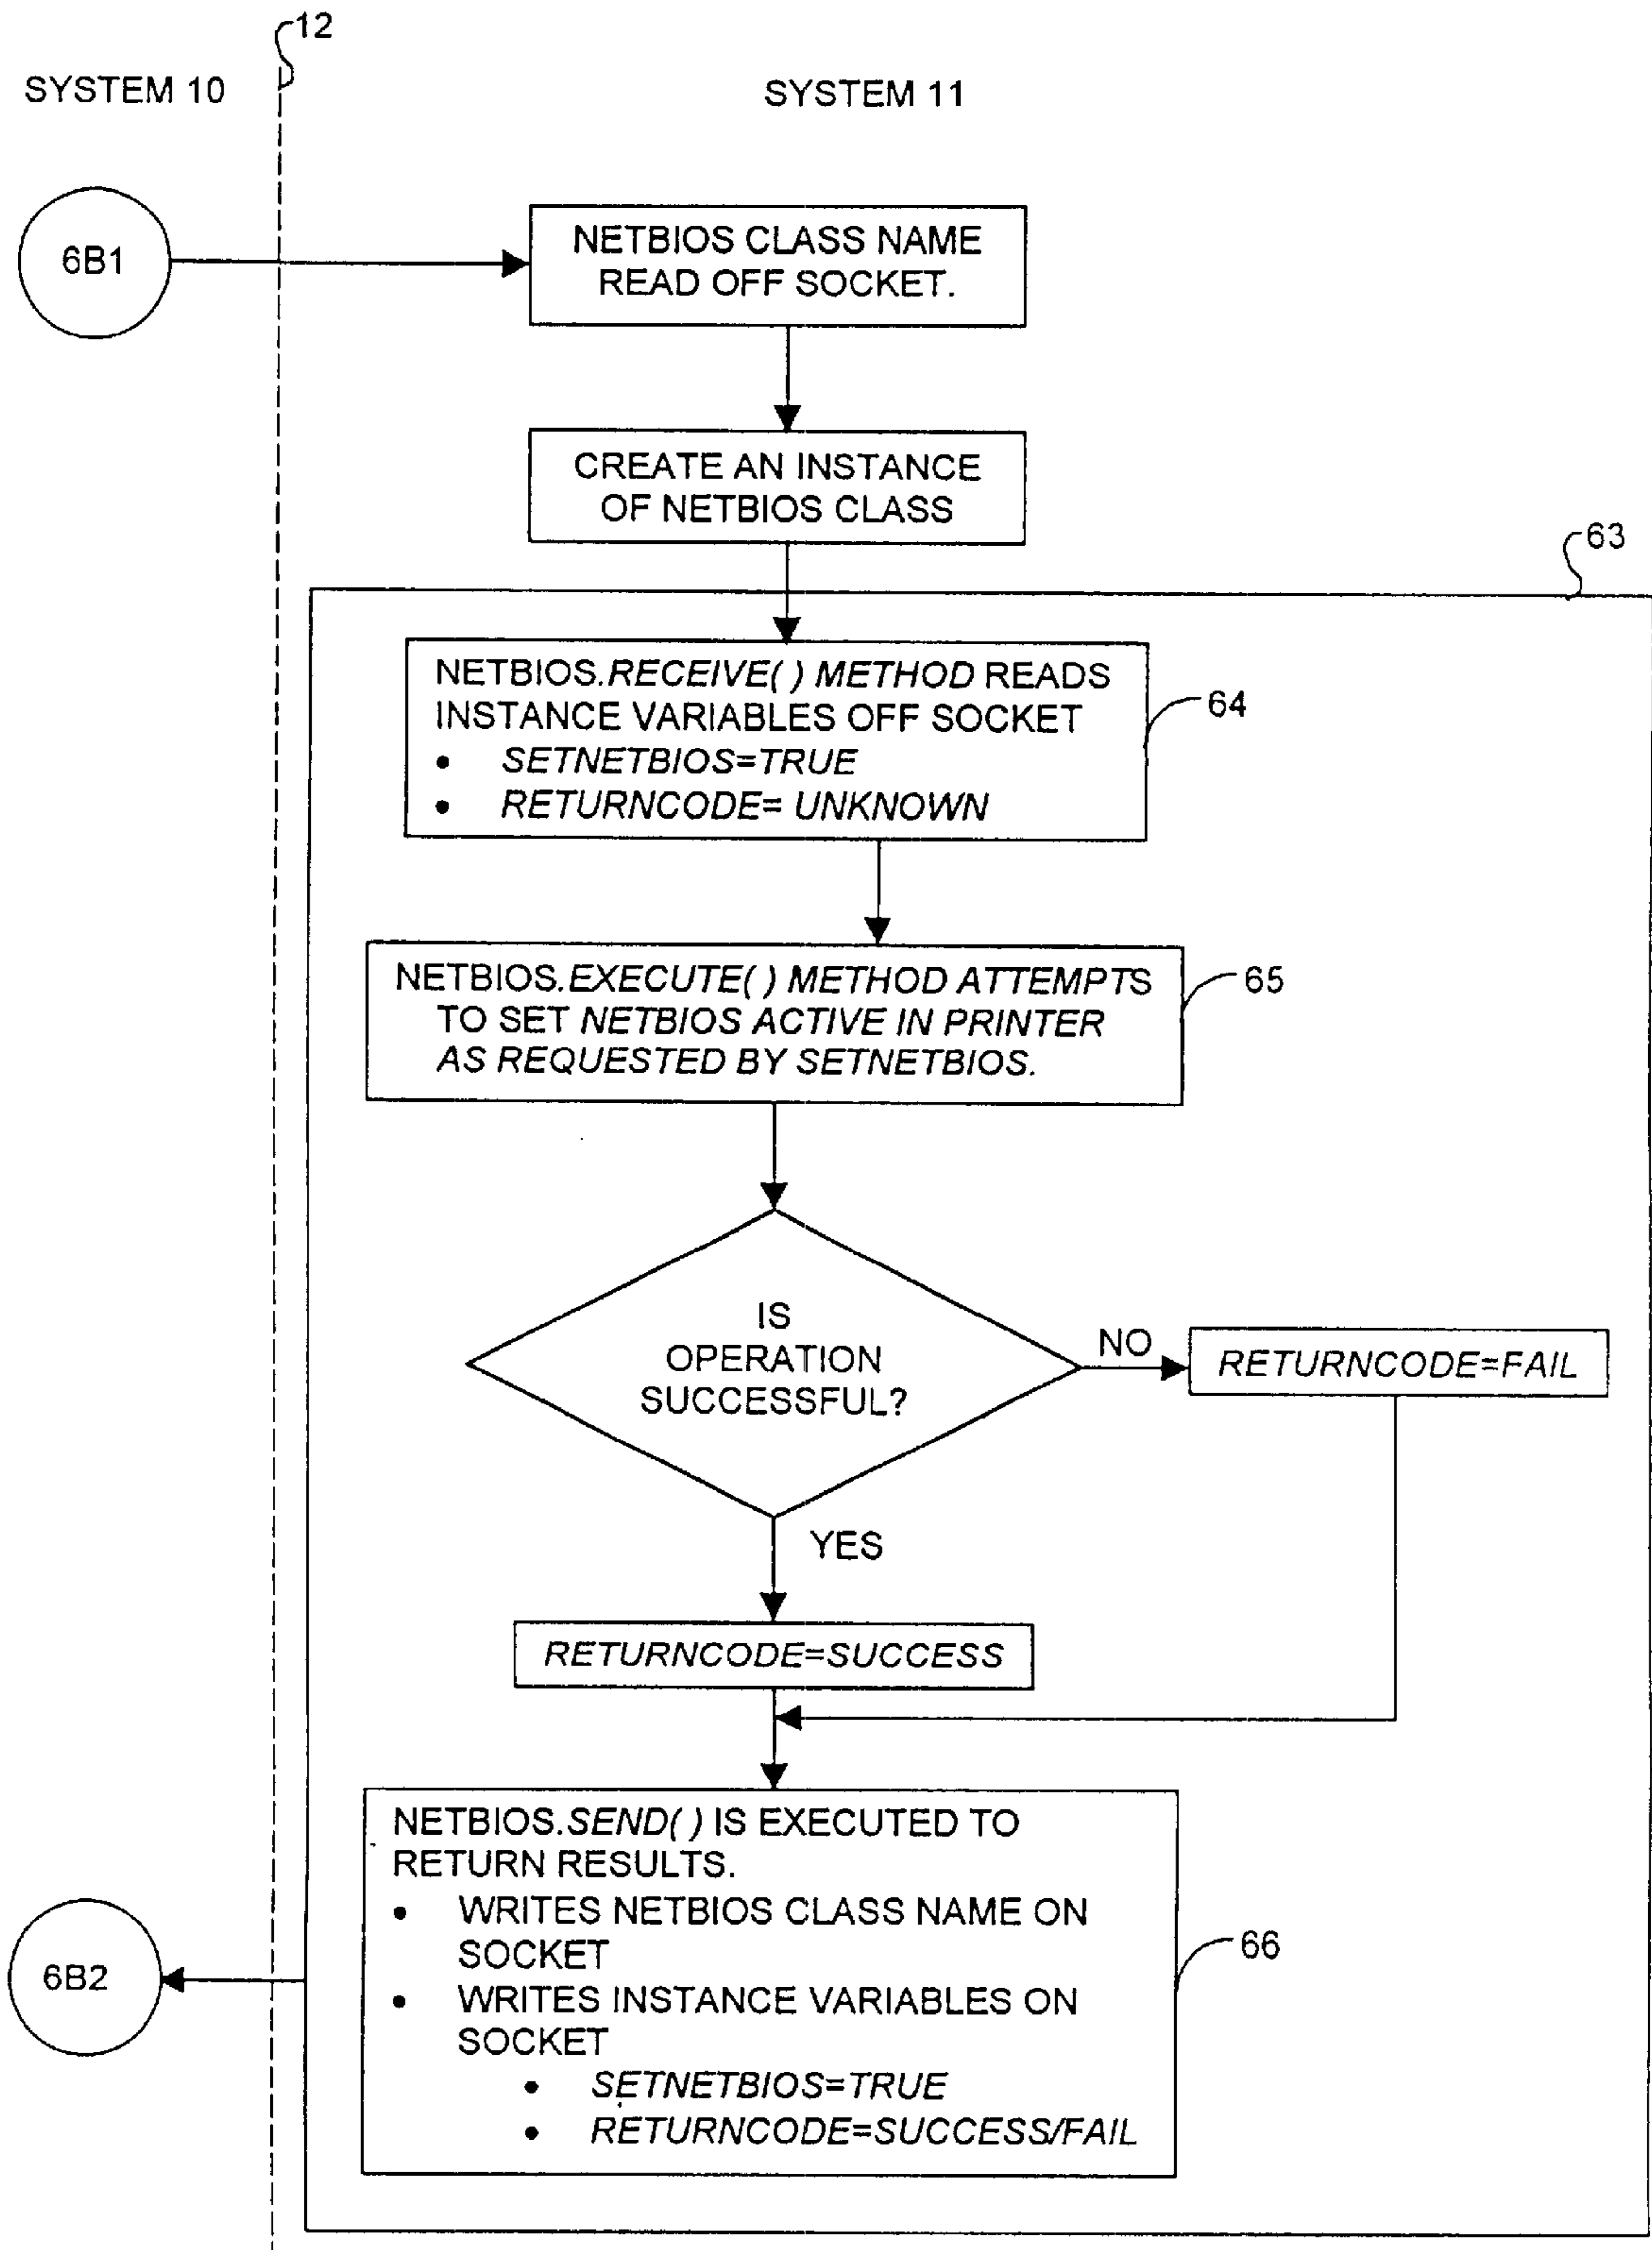 12
SYSTEM 10
SYSTEM 11
6B1
NETBIOS CLASS NAME
READ OFF SOCKET.
CREATE AN INSTANCE
OF NETBIOS CLASS
63
NETBIOS.RECEIVE( ) METHOD READS
INSTANCE VARIABLES OFF SOCKET
• SETNETBIOS=TRUE
• RETURNCODE= UNKNOWN
64
NETBIOS.EXECUTE( ) METHOD ATTEMPTS
TO SET NETBIOS ACTIVE IN PRINTER
AS REQUESTED BY SETNETBIOS.
65
IS
OPERATION
SUCCESSFUL?
NO
RETURNCODE=FAIL
YES
RETURNCODE=SUCCESS
NETBIOS.SEND( ) IS EXECUTED TO
RETURN RESULTS.
• WRITES NETBIOS CLASS NAME ON
SOCKET
• WRITES INSTANCE VARIABLES ON
SOCKET
• SETNETBIOS=TRUE
• RETURNCODE=SUCCESS/FAIL
66
6B2